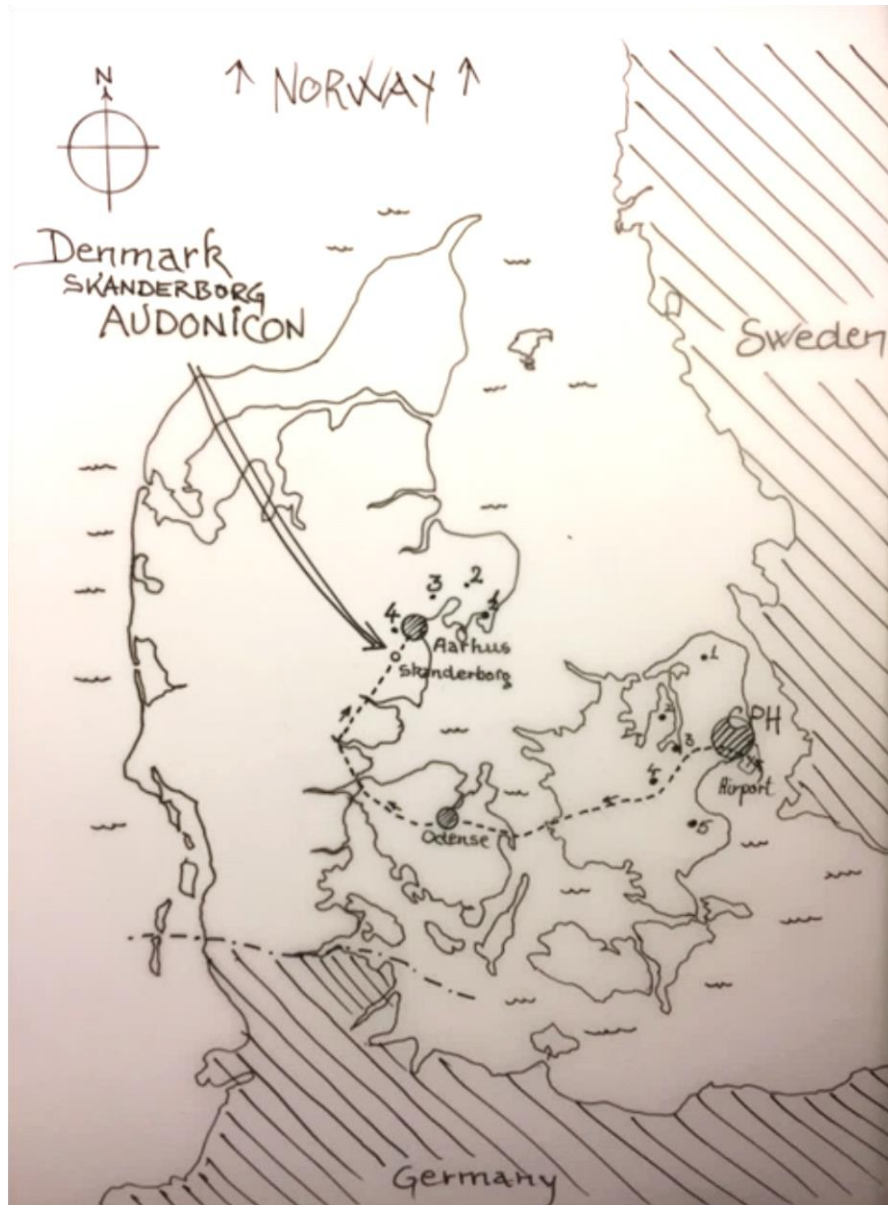 N
↑ NORWAY ↑
Denmark
SKANDERBORG
AUDONICON
Sweden
3
2
1
4
Aarhus
Skanderborg
1
2
CPH
3
4
Airport
Odense
5
Germany